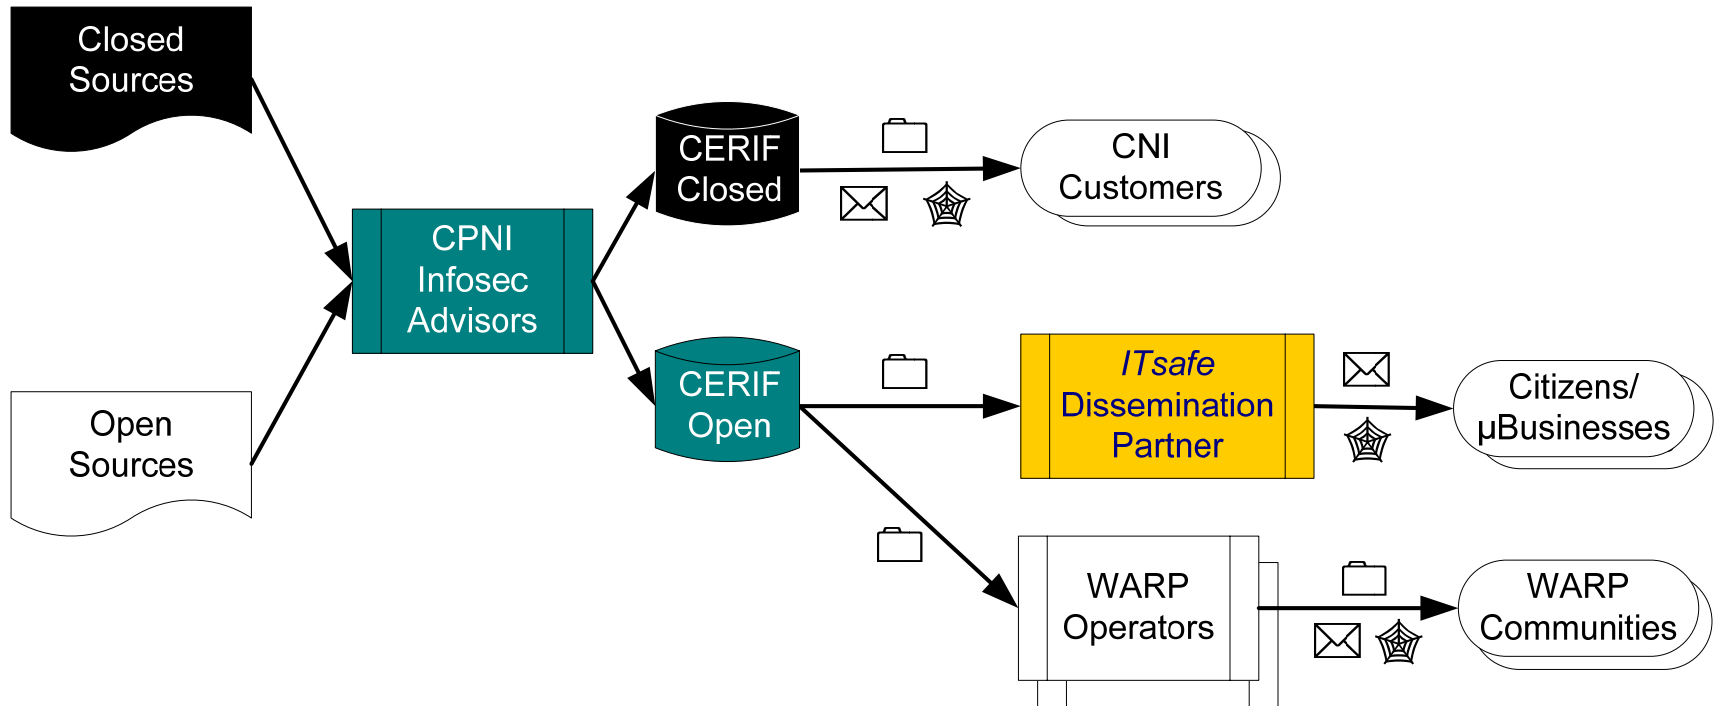 Closed
Sources
CERIF
Closed
CNI
Customers
CPNI
Infosec
Advisors
Open
Sources
CERIF
Open
ITsafe
Dissemination
Partner
Citizens/
µBusinesses
WARP
Operators
WARP
Communities